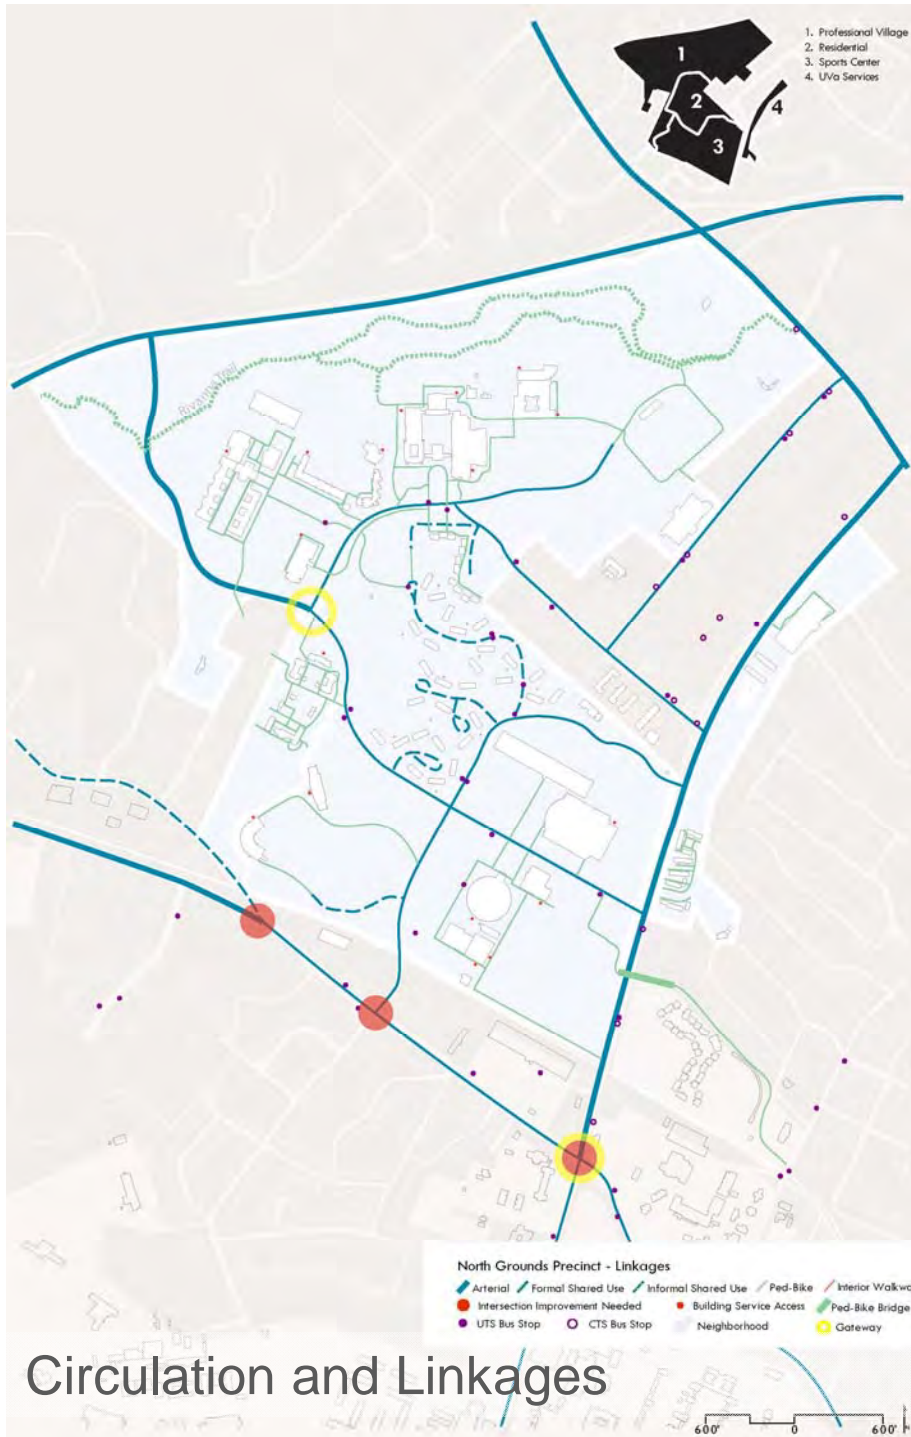 1. Professional Village
2. Residential
3. Sports Center
4. UVa Services
1
2
3
4
Rivanna Trail
North Grounds Precinct - Linkages
Arterial Formal Shared Use Informal Shared Use Ped-Bike Interior Walkwa
Intersection Improvement Needed Building Service Access Ped-Bike Bridge
UTS Bus Stop CTS Bus Stop Neighborhood Gateway
Circulation and Linkages
600' 0 600'